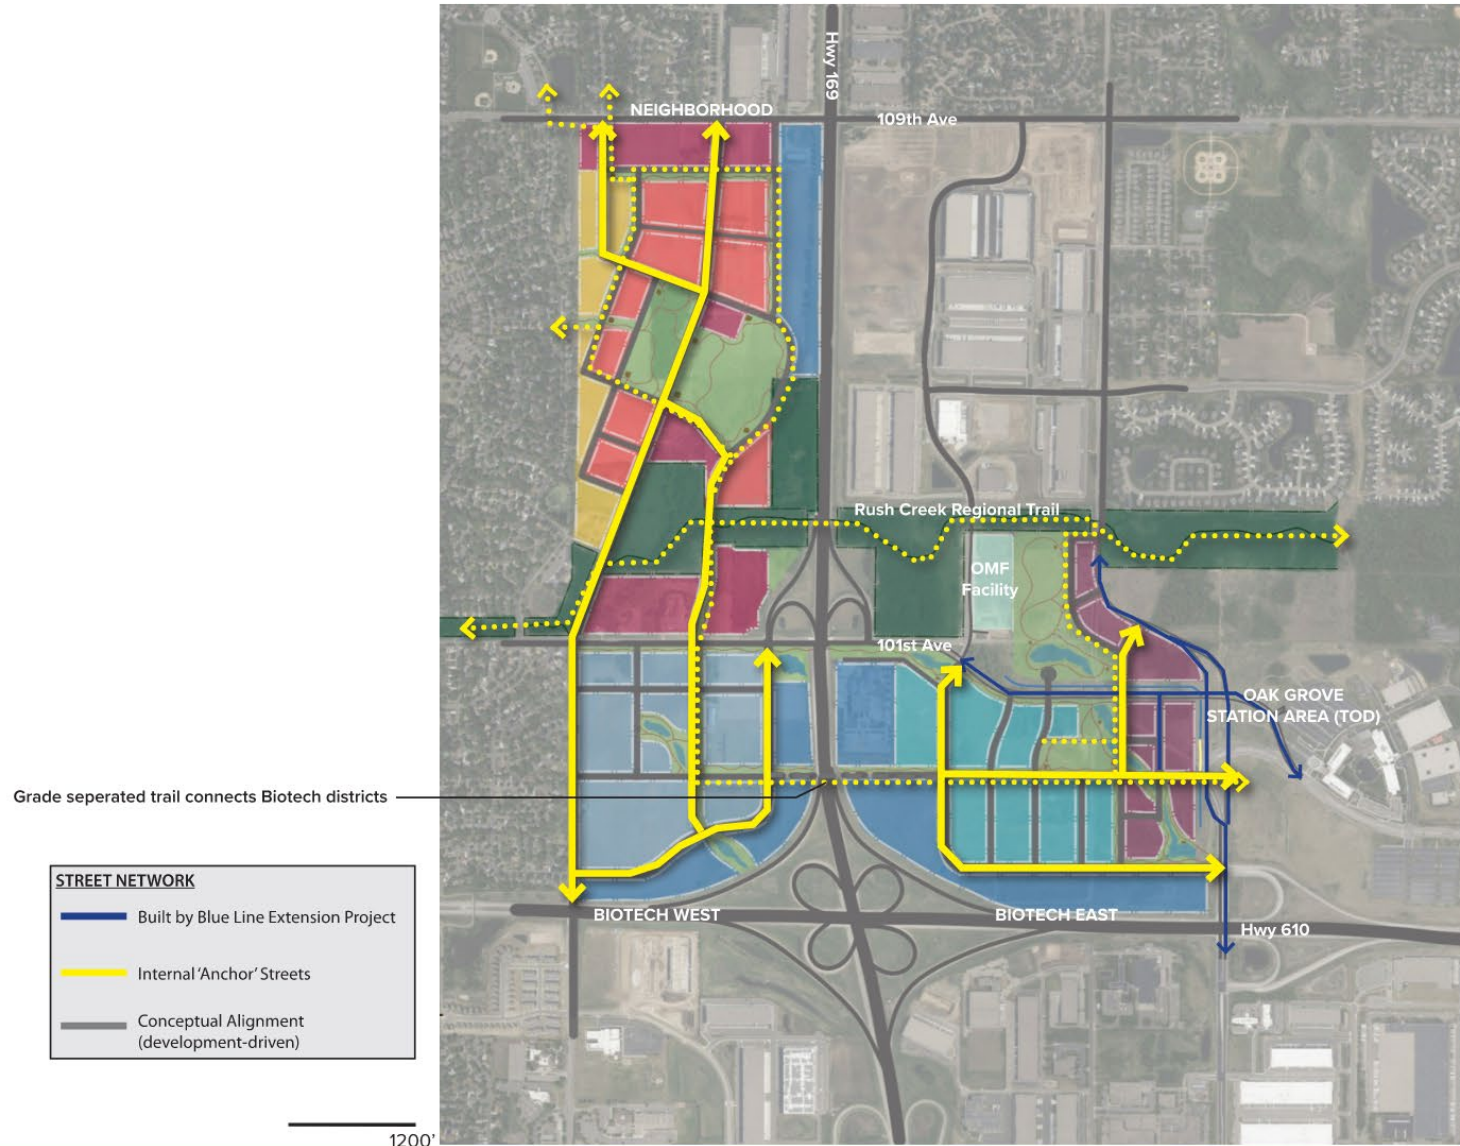 Hwy 169
NEIGHBORHOOD
109th Ave
Rush Creek Regional Trail
OMF
Facility
101st Ave
OAK GROVE
STATION AREA (TOD)
Grade seperated trail connects Biotech districts
STREET NETWORK
Built by Blue Line Extension Project
Internal 'Anchor' Streets
Conceptual Alignment
(development-driven)
BIOTECH WEST
BIOTECH EAST
Hwy 610
1200'